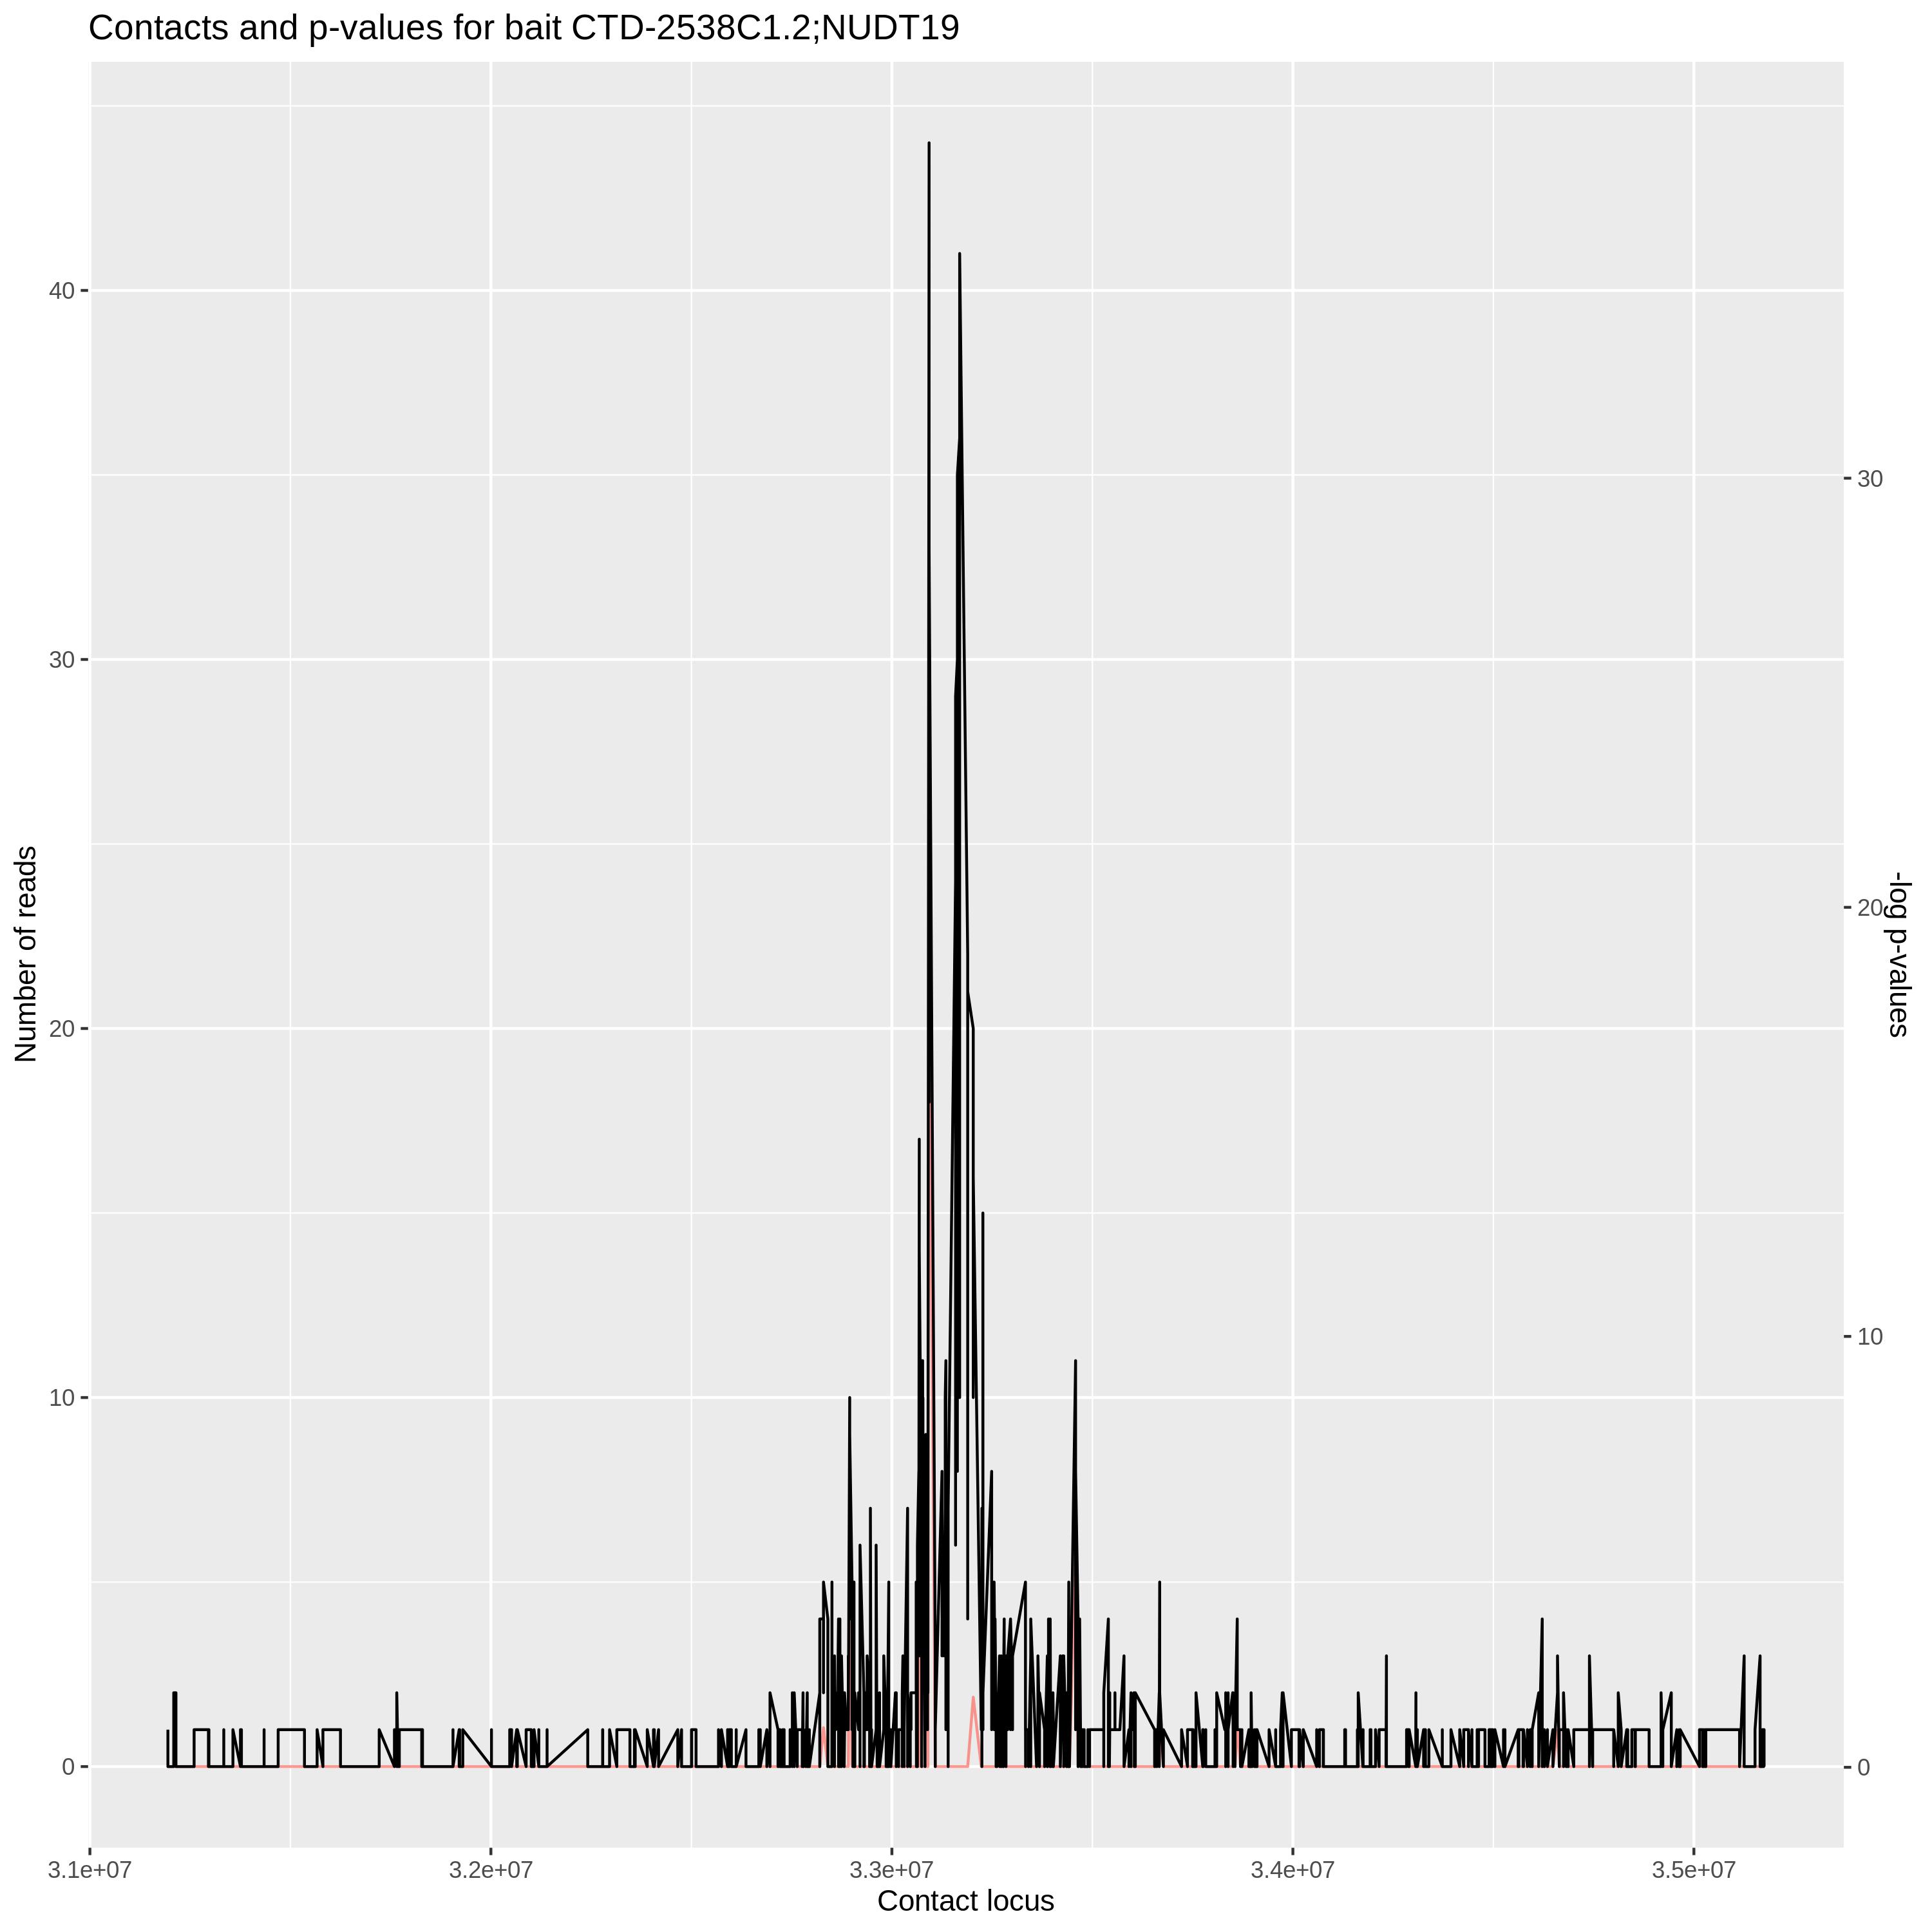 Contacts and p-values for bait CTD-2538C1.2;NUDT19
40
30
20
10
0
Number of reads
30
20
10
0
-log p-values
3.1e+07
3.2e+07
3.3e+07
3.4e+07
3.5e+07
Contact locus